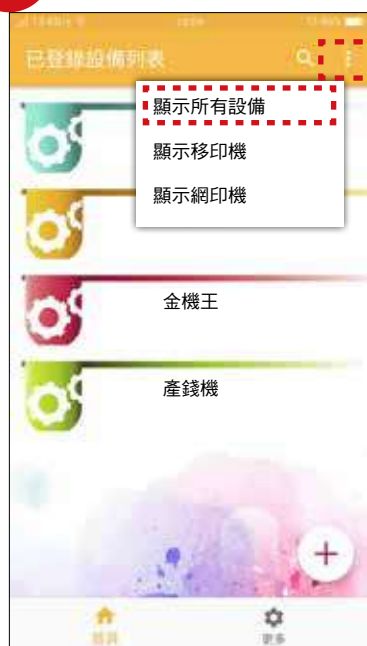 已登錄設備列表
顯示所有設備
顯示移印機
顯示網印機
金機王
產錢機
首頁
更多